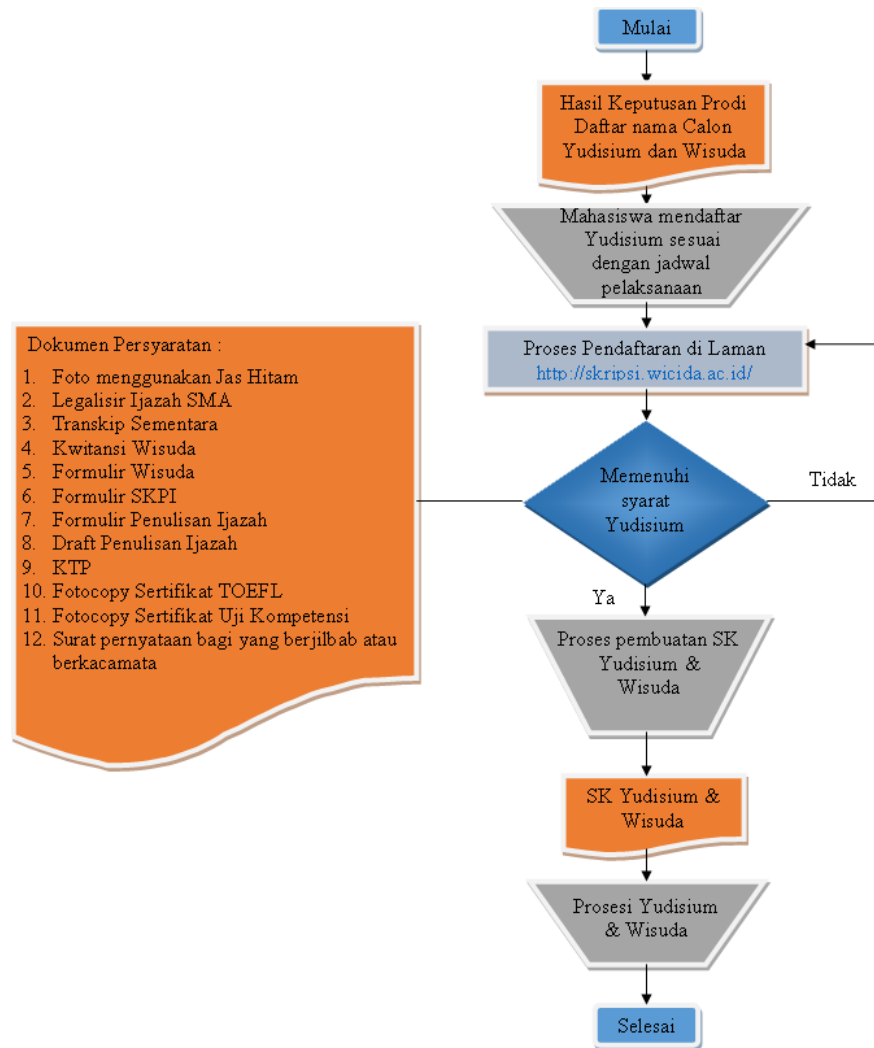 Mulai
Hasil Keputusan Prodi
Daftar nama Calon
Yudisium dan Wisuda
Mahasiswa mendaftar
Yudisium sesuai
dengan jadwal
pelaksanaan
Proses Pendaftaran di Laman
http://skripsi.wicida.ac.id/
Dokumen Persyaratan :
1. Foto menggunakan Jas Hitam
2. Legalisir Ijazah SMA
3. Transkip Sementara
4. Kwitansi Wisuda
5. Formulir Wisuda
6. Formulir SKPI
7. Formulir Penulisan Ijazah
8. Draft Penulisan Ijazah
9. KTP
10. Fotocopy Sertifikat TOEFL
11. Fotocopy Sertifikat Uji Kompetensi
12. Surat pernyataan bagi yang berjilbab atau
berkacamata
Memenuhi
syarat
Yudisium
Tidak
Ya
Proses pembuatan SK
Yudisium &
Wisuda
SK Yudisium &
Wisuda
Prosesi Yudisium
& Wisuda
Selesai